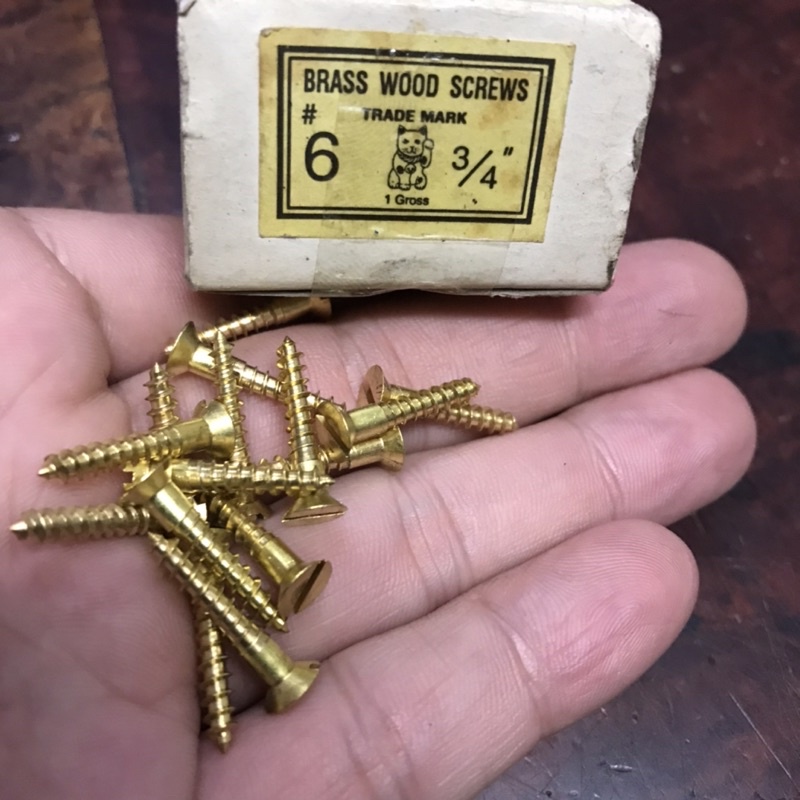 BRASS WOOD SCREWS
# TRADE MARK
6 3/4"
1 Gross